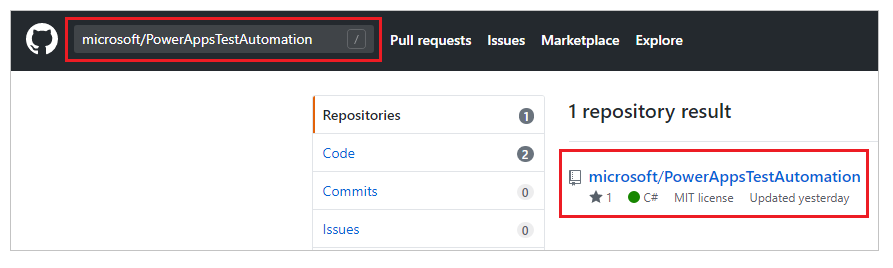 microsoft/PowerAppsTestAutomation / Pull requests Issues Marketplace Explore
Repositories 1
1 repository result
Code 2
microsoft/PowerAppsTestAutomation
Commits 0
1 C# MIT license Updated yesterday
Issues 0